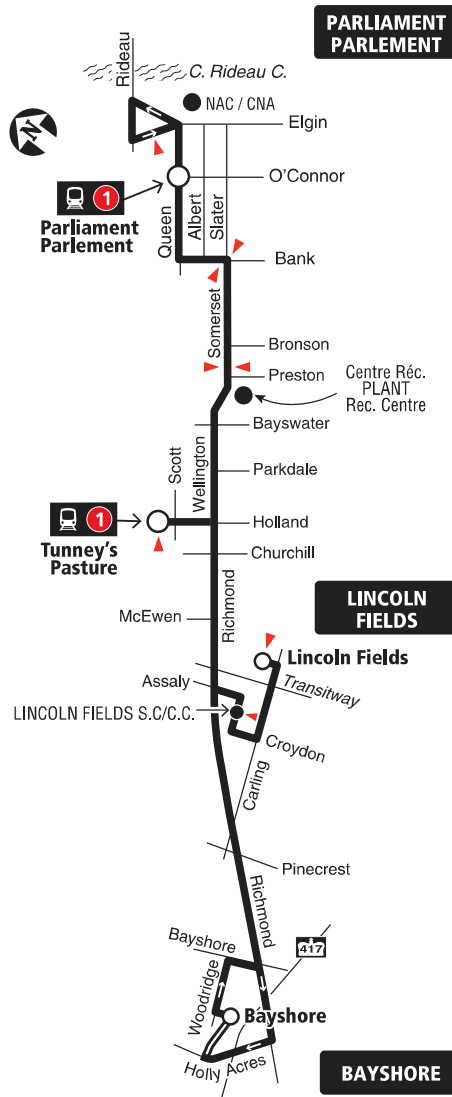 PARLIAMENT
PARLEMENT
Rideau
C. Rideau C.
NAC / CNA
N
Elgin
O'Connor
1
Parliament
Parlement
Queen
Albert
Slater
Bank
Somerset
Bronson
Preston
Centre Réc.
PLANT
Rec. Centre
Bayswater
Scott
Wellington
Parkdale
1
Tunney's
Pasture
Holland
Churchill
Richmond
McEwen
LINCOLN
FIELDS
Lincoln Fields
Assaly
Transitway
LINCOLN FIELDS S.C/C.C.
Croydon
Carling
Pinecrest
Richmond
Bayshore
417
Woodridge
Bayshore
Holly Acres
BAYSHORE